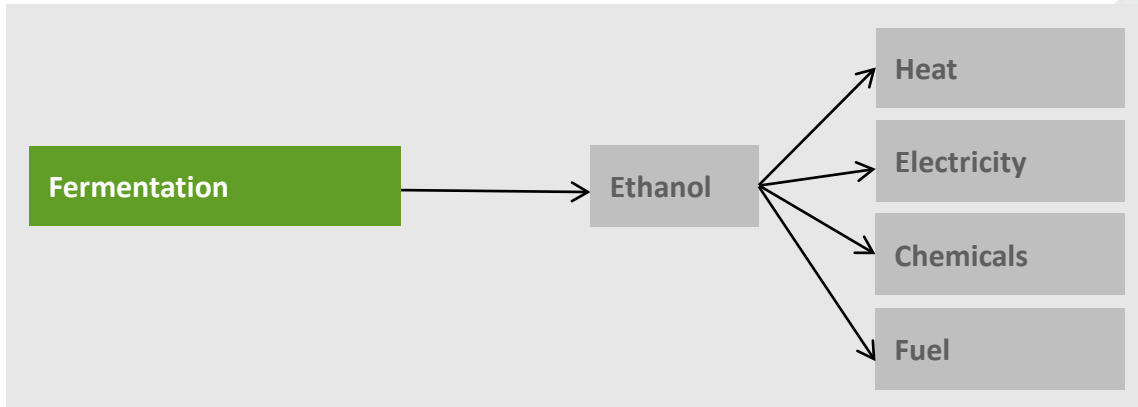 Fermentation
Ethanol
Heat
Electricity
Chemicals
Fuel